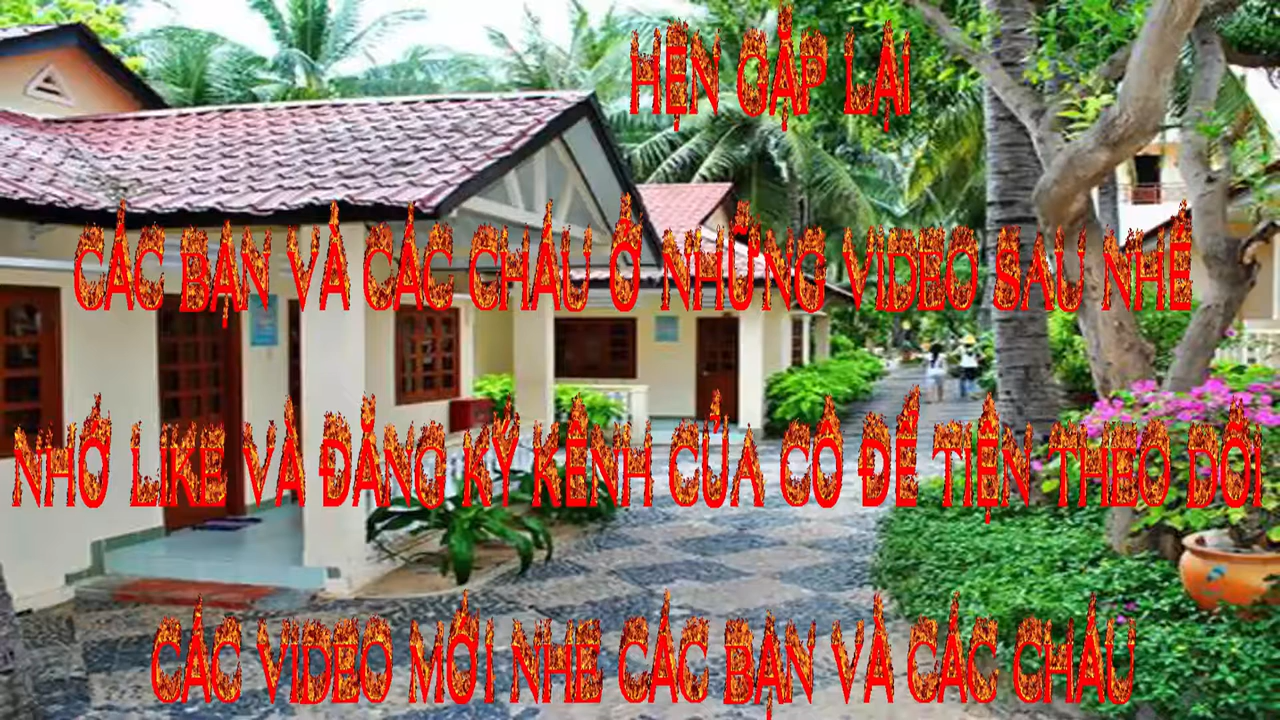 HẸN GẶP LẠI
CÁC BẠN VÀ CÁC CHÁU Ở NHỮNG VIDEO SAU NHÉ
NHỚ LIKE VÀ ĐĂNG KÝ KÊNH CỦA CÔ ĐỂ TIỆN THEO DÕI
CÁC VIDEO MỚI NHE CÁC BẠN VÀ CÁC CHÁU